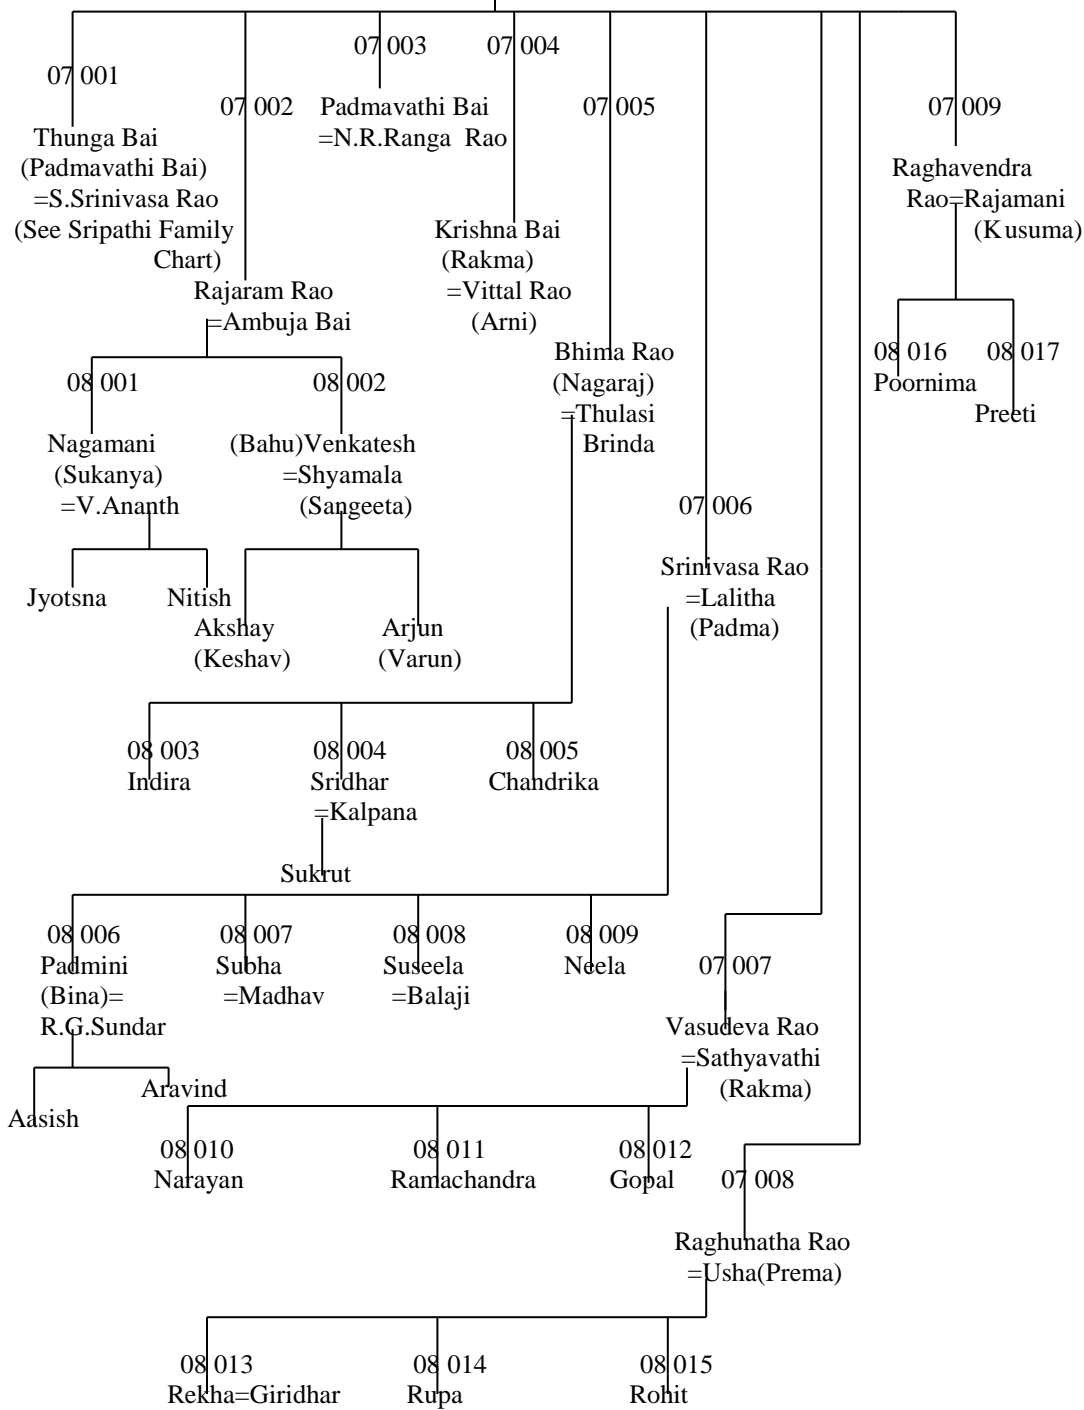 07 003
07 004
07 001
07 002
Padmavathi Bai
=N.R.Ranga Rao
07 005
07 009
Thunga Bai
(Padmavathi Bai)
=S.Srinivasa Rao
(See Sripathi Family
Chart)
Raghavendra
Rao=Rajamani
(Kusuma)
Krishna Bai
(Rakma)
=Vittal Rao
(Arni)
Rajaram Rao
=Ambuja Bai
Bhima Rao
(Nagaraj)
=Thulasi
Brinda
08 016
Poornima
08 017
Preeti
08 001
08 002
Nagamani
(Sukanya)
=V.Ananth
(Bahu)Venkatesh
=Shyamala
(Sangeeta)
07 006
Srinivasa Rao
=Lalitha
(Padma)
Jyotsna
Nitish
Akshay
(Keshav)
Arjun
(Varun)
08 003
Indira
08 004
Sridhar
=Kalpana
08 005
Chandrika
Sukrut
08 006
Padmini
(Bina)=
R.G.Sundar
08 007
Subha
=Madhav
08 008
Suseela
=Balaji
08 009
Neela
07 007
Vasudeva Rao
=Sathyavathi
(Rakma)
Aravind
Aasish
08 010
Narayan
08 011
Ramachandra
08 012
Gopal
07 008
Raghunatha Rao
=Usha(Prema)
08 013
Rekha=Giridhar
08 014
Rupa
08 015
Rohit